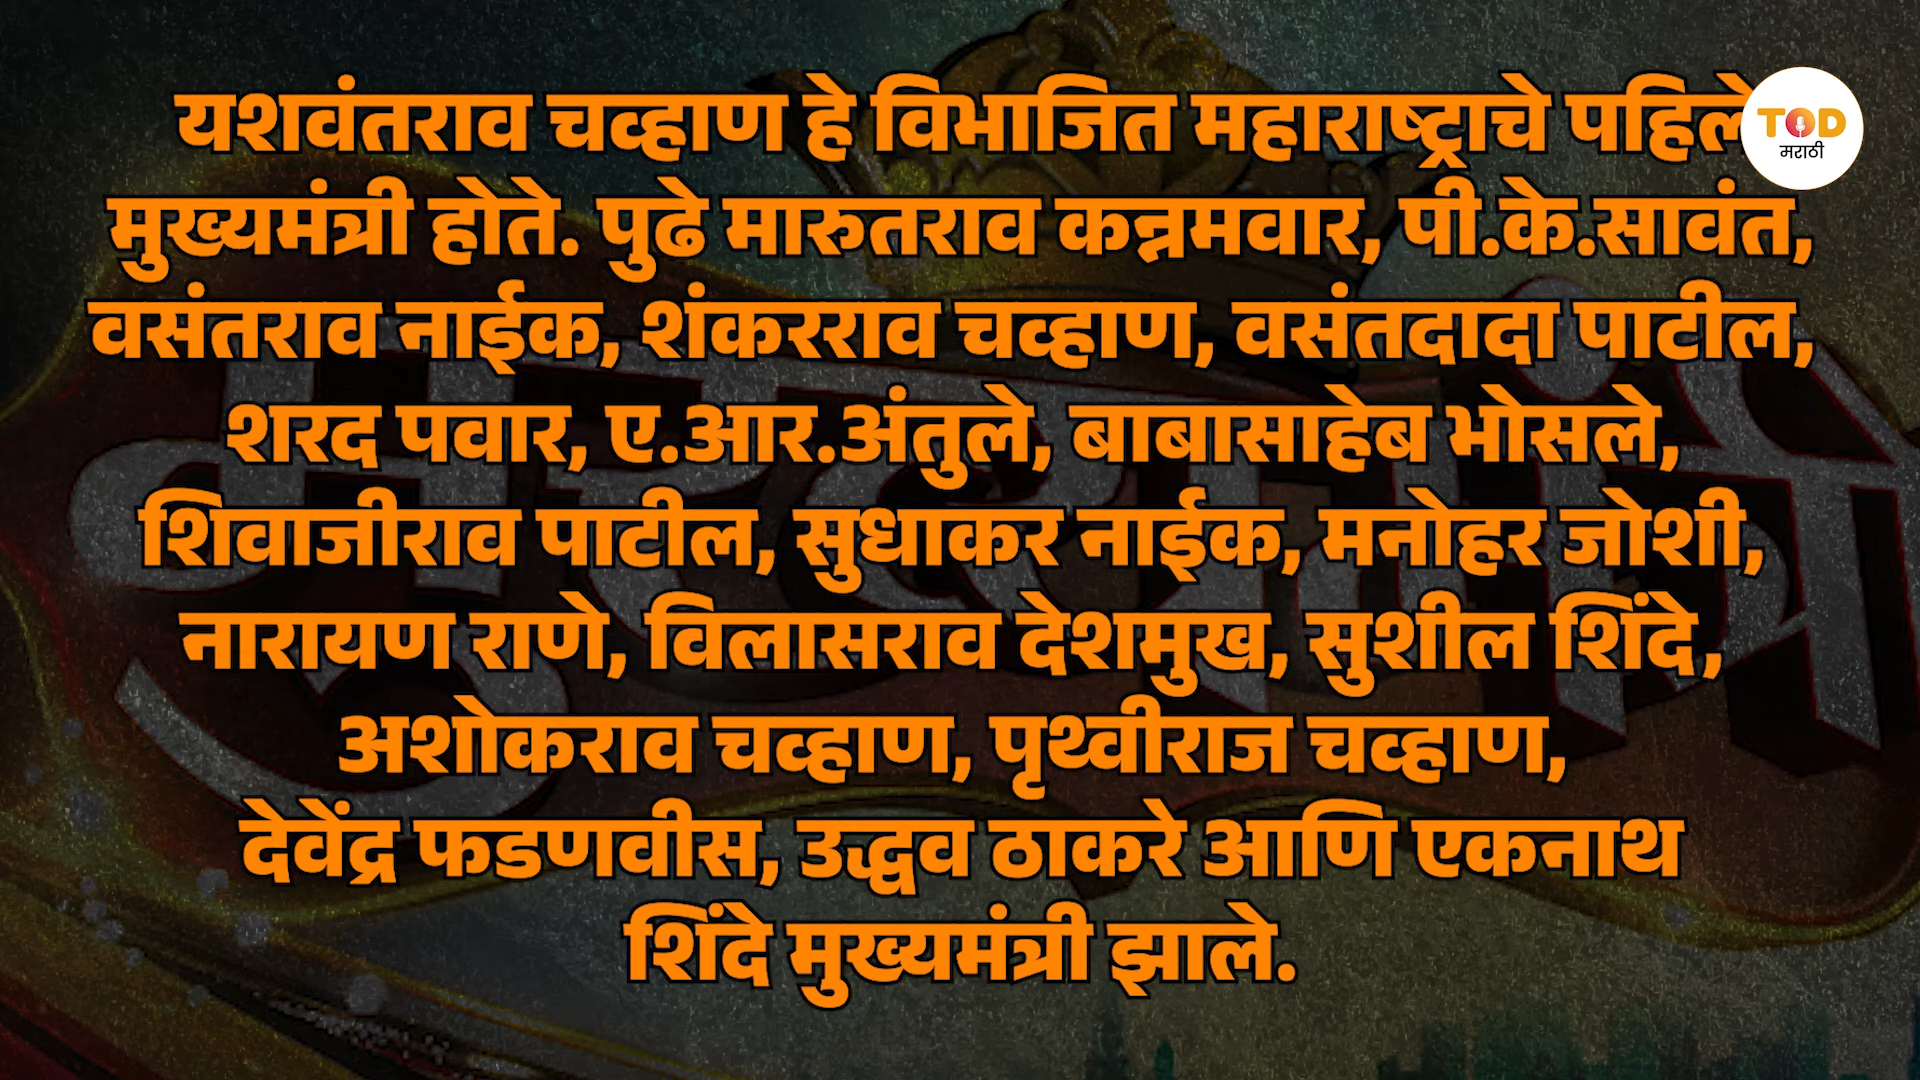 यशवंतराव चव्हाण हे विभाजित महाराष्ट्राचे पहिले
TOD
मराठी
मुख्यमंत्री होते. पुढे मारुतराव कन्नमवार, पी.के.सावंत,
वसंतराव नाईक, शंकरराव चव्हाण, वसंतदादा पाटील,
शरद पवार, ए.आर.अंतुले, बाबासाहेब भोसले,
शिवाजीराव पाटील, सुधाकर नाईक, मनोहर जोशी,
नारायण राणे, विलासराव देशमुख, सुशील शिंदे,
अशोकराव चव्हाण, पृथ्वीराज चव्हाण,
देवेंद्र फडणवीस, उद्धव ठाकरे आणि एकनाथ
शिंदे मुख्यमंत्री झाले.
मुख्यमंत्री